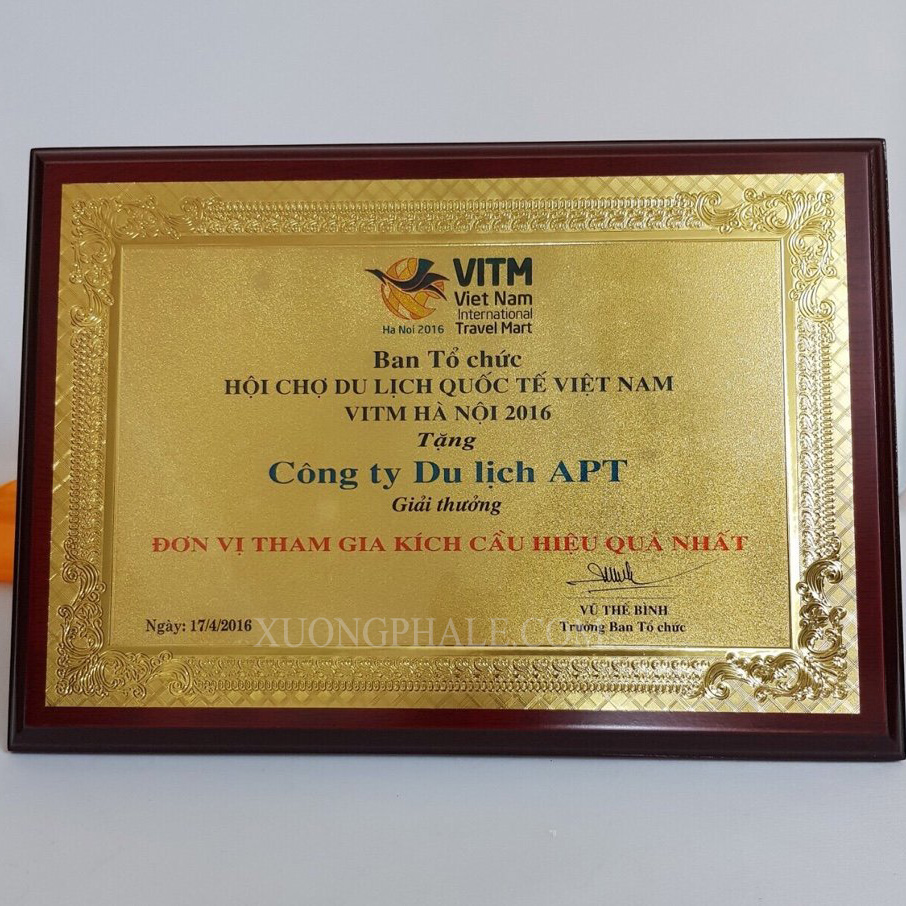 VITM
Viet Nam
International
Travel Mart
Ha Noi 2016
Ban Tổ chức
HỘI CHỢ DU LỊCH QUỐC TẾ VIỆT NAM
VITM HÀ NỘI 2016
Tặng
Công ty Du lịch APT
Giải thưởng
ĐƠN VỊ THAM GIA KÍCH CẦU HIỆU QUẢ NHẤT
VŨ THẾ BÌNH
Trưởng Ban Tổ chức
Ngày: 17/4/2016
XUONGPHALE.COM